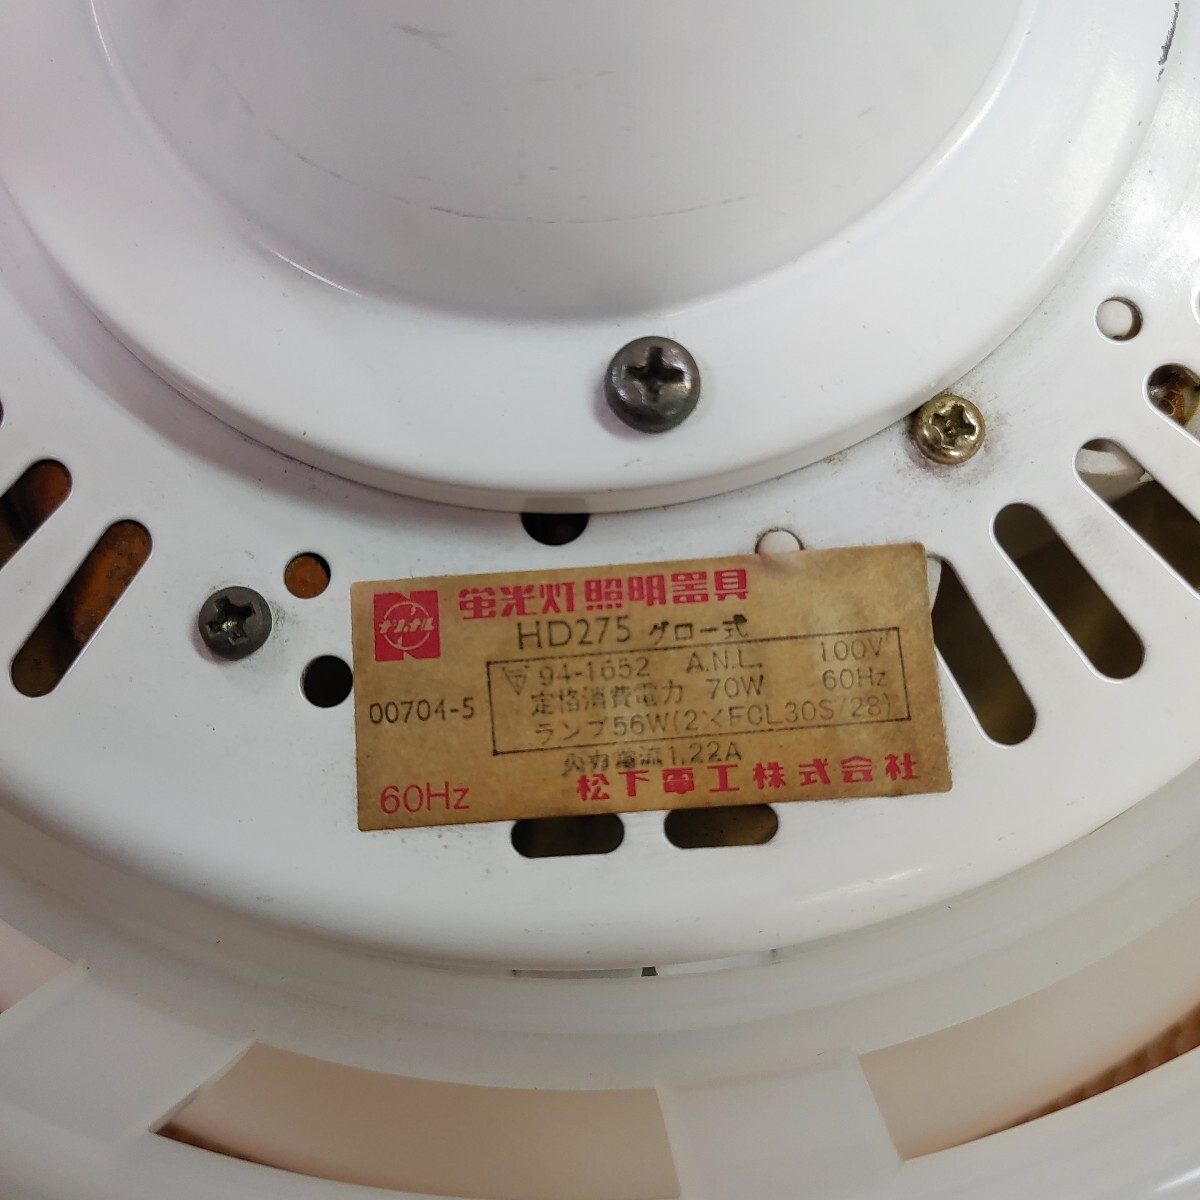 ナショナル 蛍光灯照明器具
HD275 グロー式
94-1652 A.N.L. 100V
定格消費電力 70W 60Hz
00704-5
ランプ56W(2×FCL30S/28)
入力電流1.22A
60Hz 松下電工株式会社